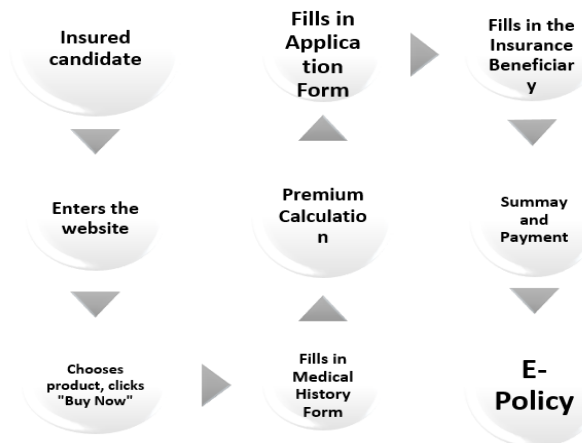 Insured
candidate
Enters the
website
Chooses
product, clicks
"Buy Now"
Fills in
Medical
History
Form
Premium
Calculatio
n
Fills in
Applica
tion
Form
Fills in the
Insurance
Beneficiar
y
Summay
and
Payment
E-
Policy